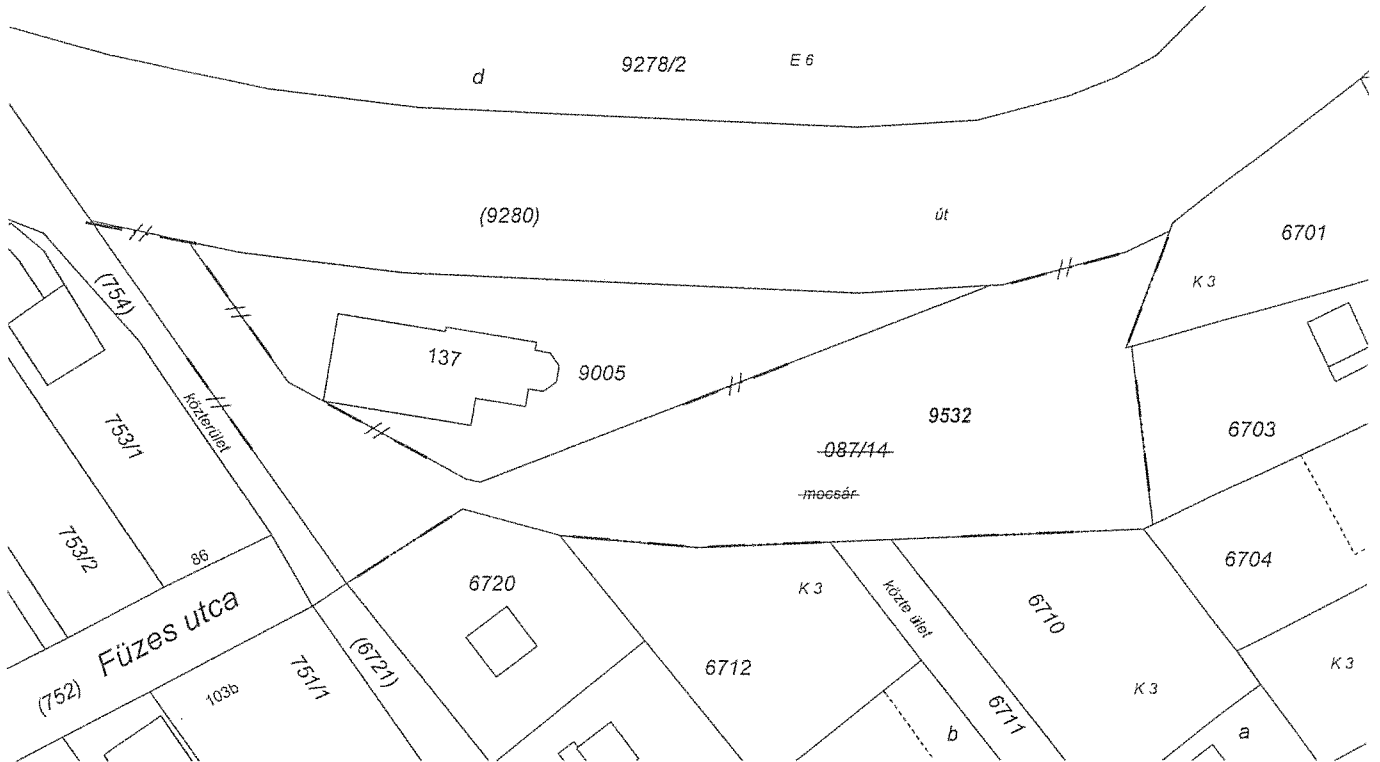 d
9278/2
E 6
(9280)
út
6701
K 3
(754)
137
9005
9532
087/14
mocsár
6703
közterület
753/1
753/2
86
6720
K 3
közte ület
6710
6704
Füzes utca
(752)
103b
751/1
(6721)
6712
6711
b
K 3
a
K 3